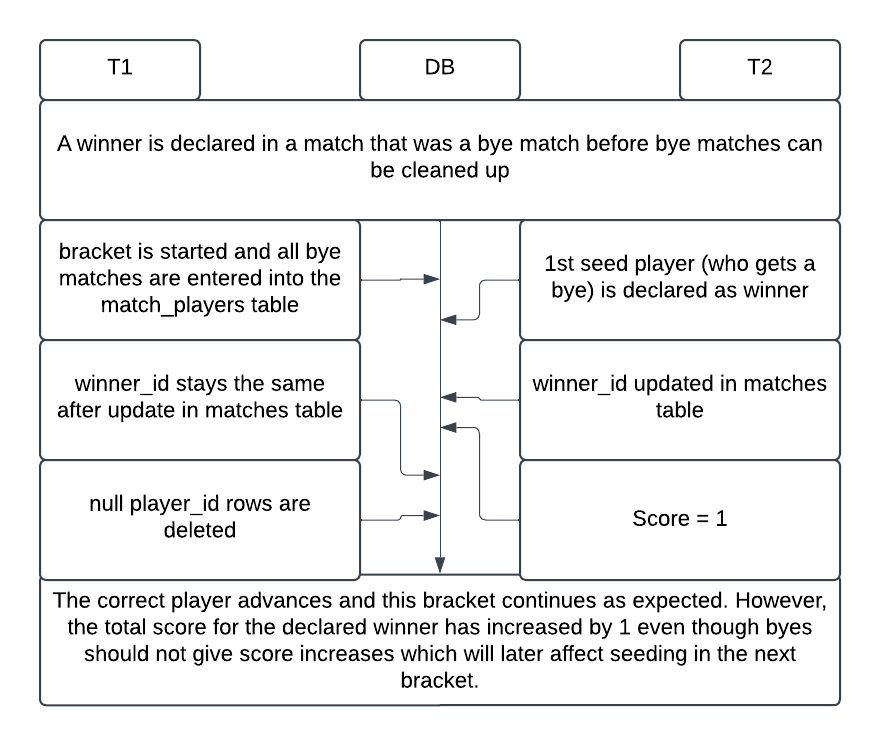 T1
DB
T2
A winner is declared in a match that was a bye match before bye matches can
be cleaned up
bracket is started and all bye
matches are entered into the
match_players table
1st seed player (who gets a
bye) is declared as winner
winner_id stays the same
after update in matches table
winner_id updated in matches
table
null player_id rows are
deleted
Score = 1
The correct player advances and this bracket continues as expected. However,
the total score for the declared winner has increased by 1 even though byes
should not give score increases which will later affect seeding in the next
bracket.